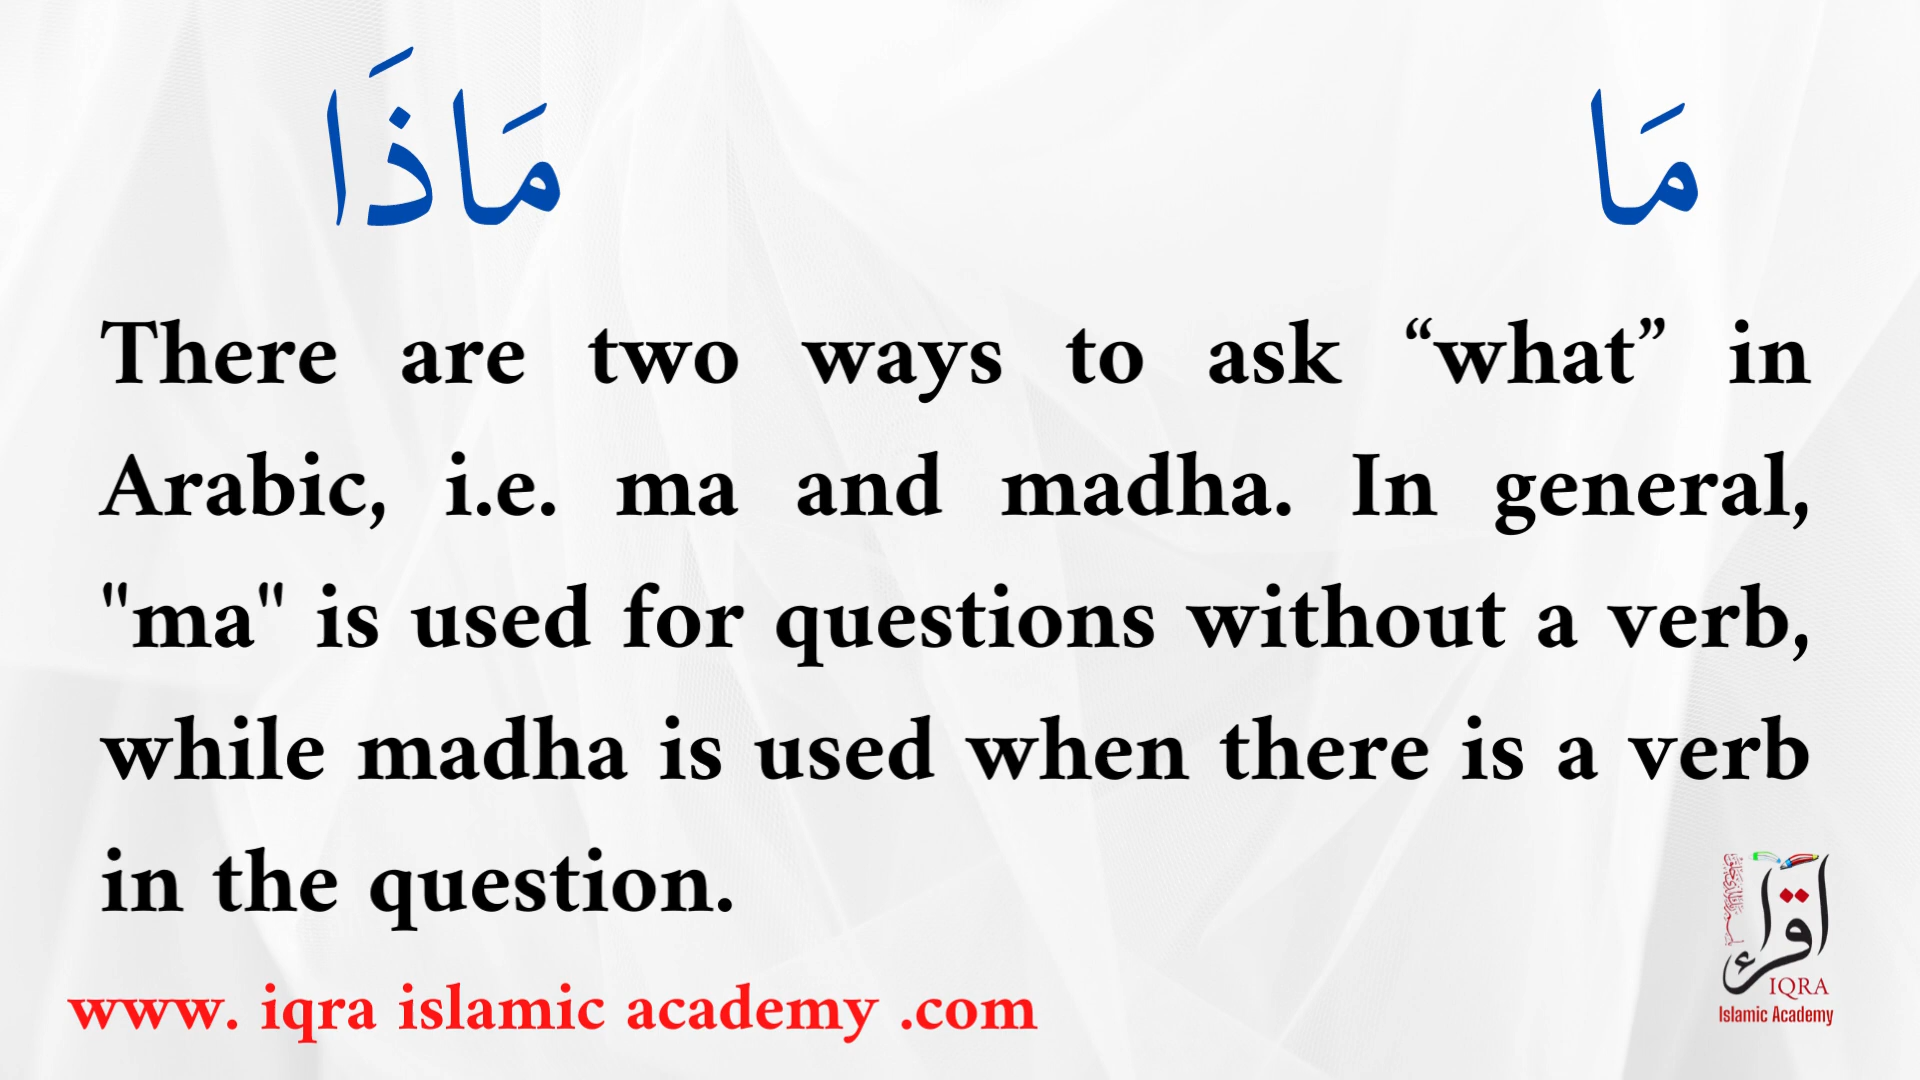 مَا
مَاذَا
There are two ways to ask “what” in
Arabic, i.e. ma and madha. In general,
"ma" is used for questions without a verb,
while madha is used when there is a verb
in the question.
www. iqra islamic academy .com
IQRA
Islamic Academy